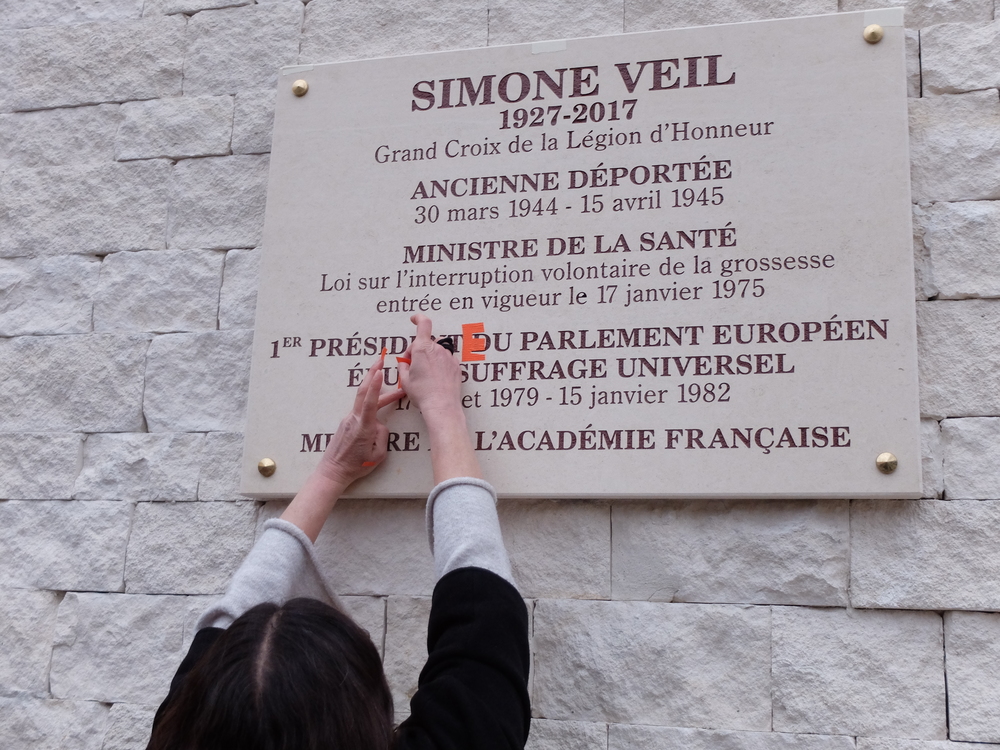 SIMONE VEIL
1927-2017
Grand Croix de la Légion d'Honneur
ANCIENNE DÉPORTÉE
30 mars 1944 - 15 avril 1945
MINISTRE DE LA SANTÉ
Loi sur l'interruption volontaire de la grossesse
entrée en vigueur le 17 janvier 1975
1ER E DU PARLEMENT EUROPÉEN
SUFFRAGE UNIVERSEL
1979 - 15 janvier 1982
L'ACADÉMIE FRANÇAISE